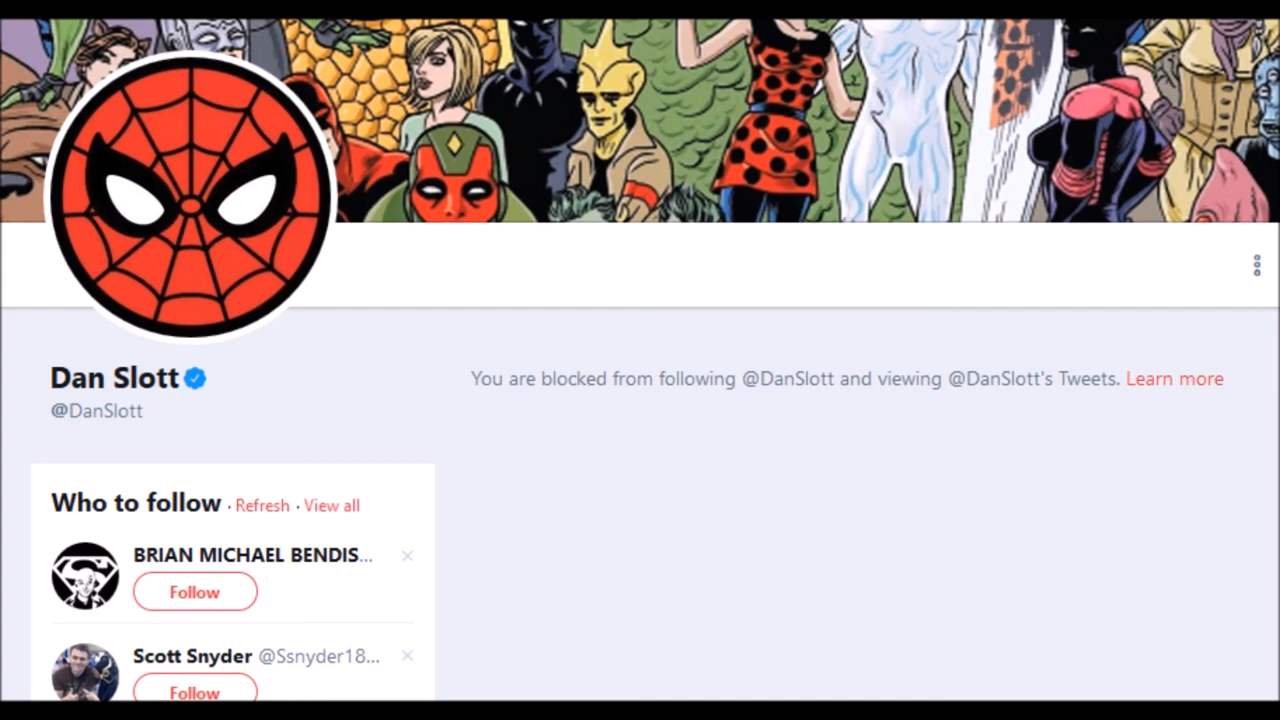 Dan Slott
@DanSlott
You are blocked from following @DanSlott and viewing @DanSlott's Tweets. Learn more
Who to follow · Refresh · View all
BRIAN MICHAEL BENDIS...
Follow
Scott Snyder @Ssnyder18...
Follow